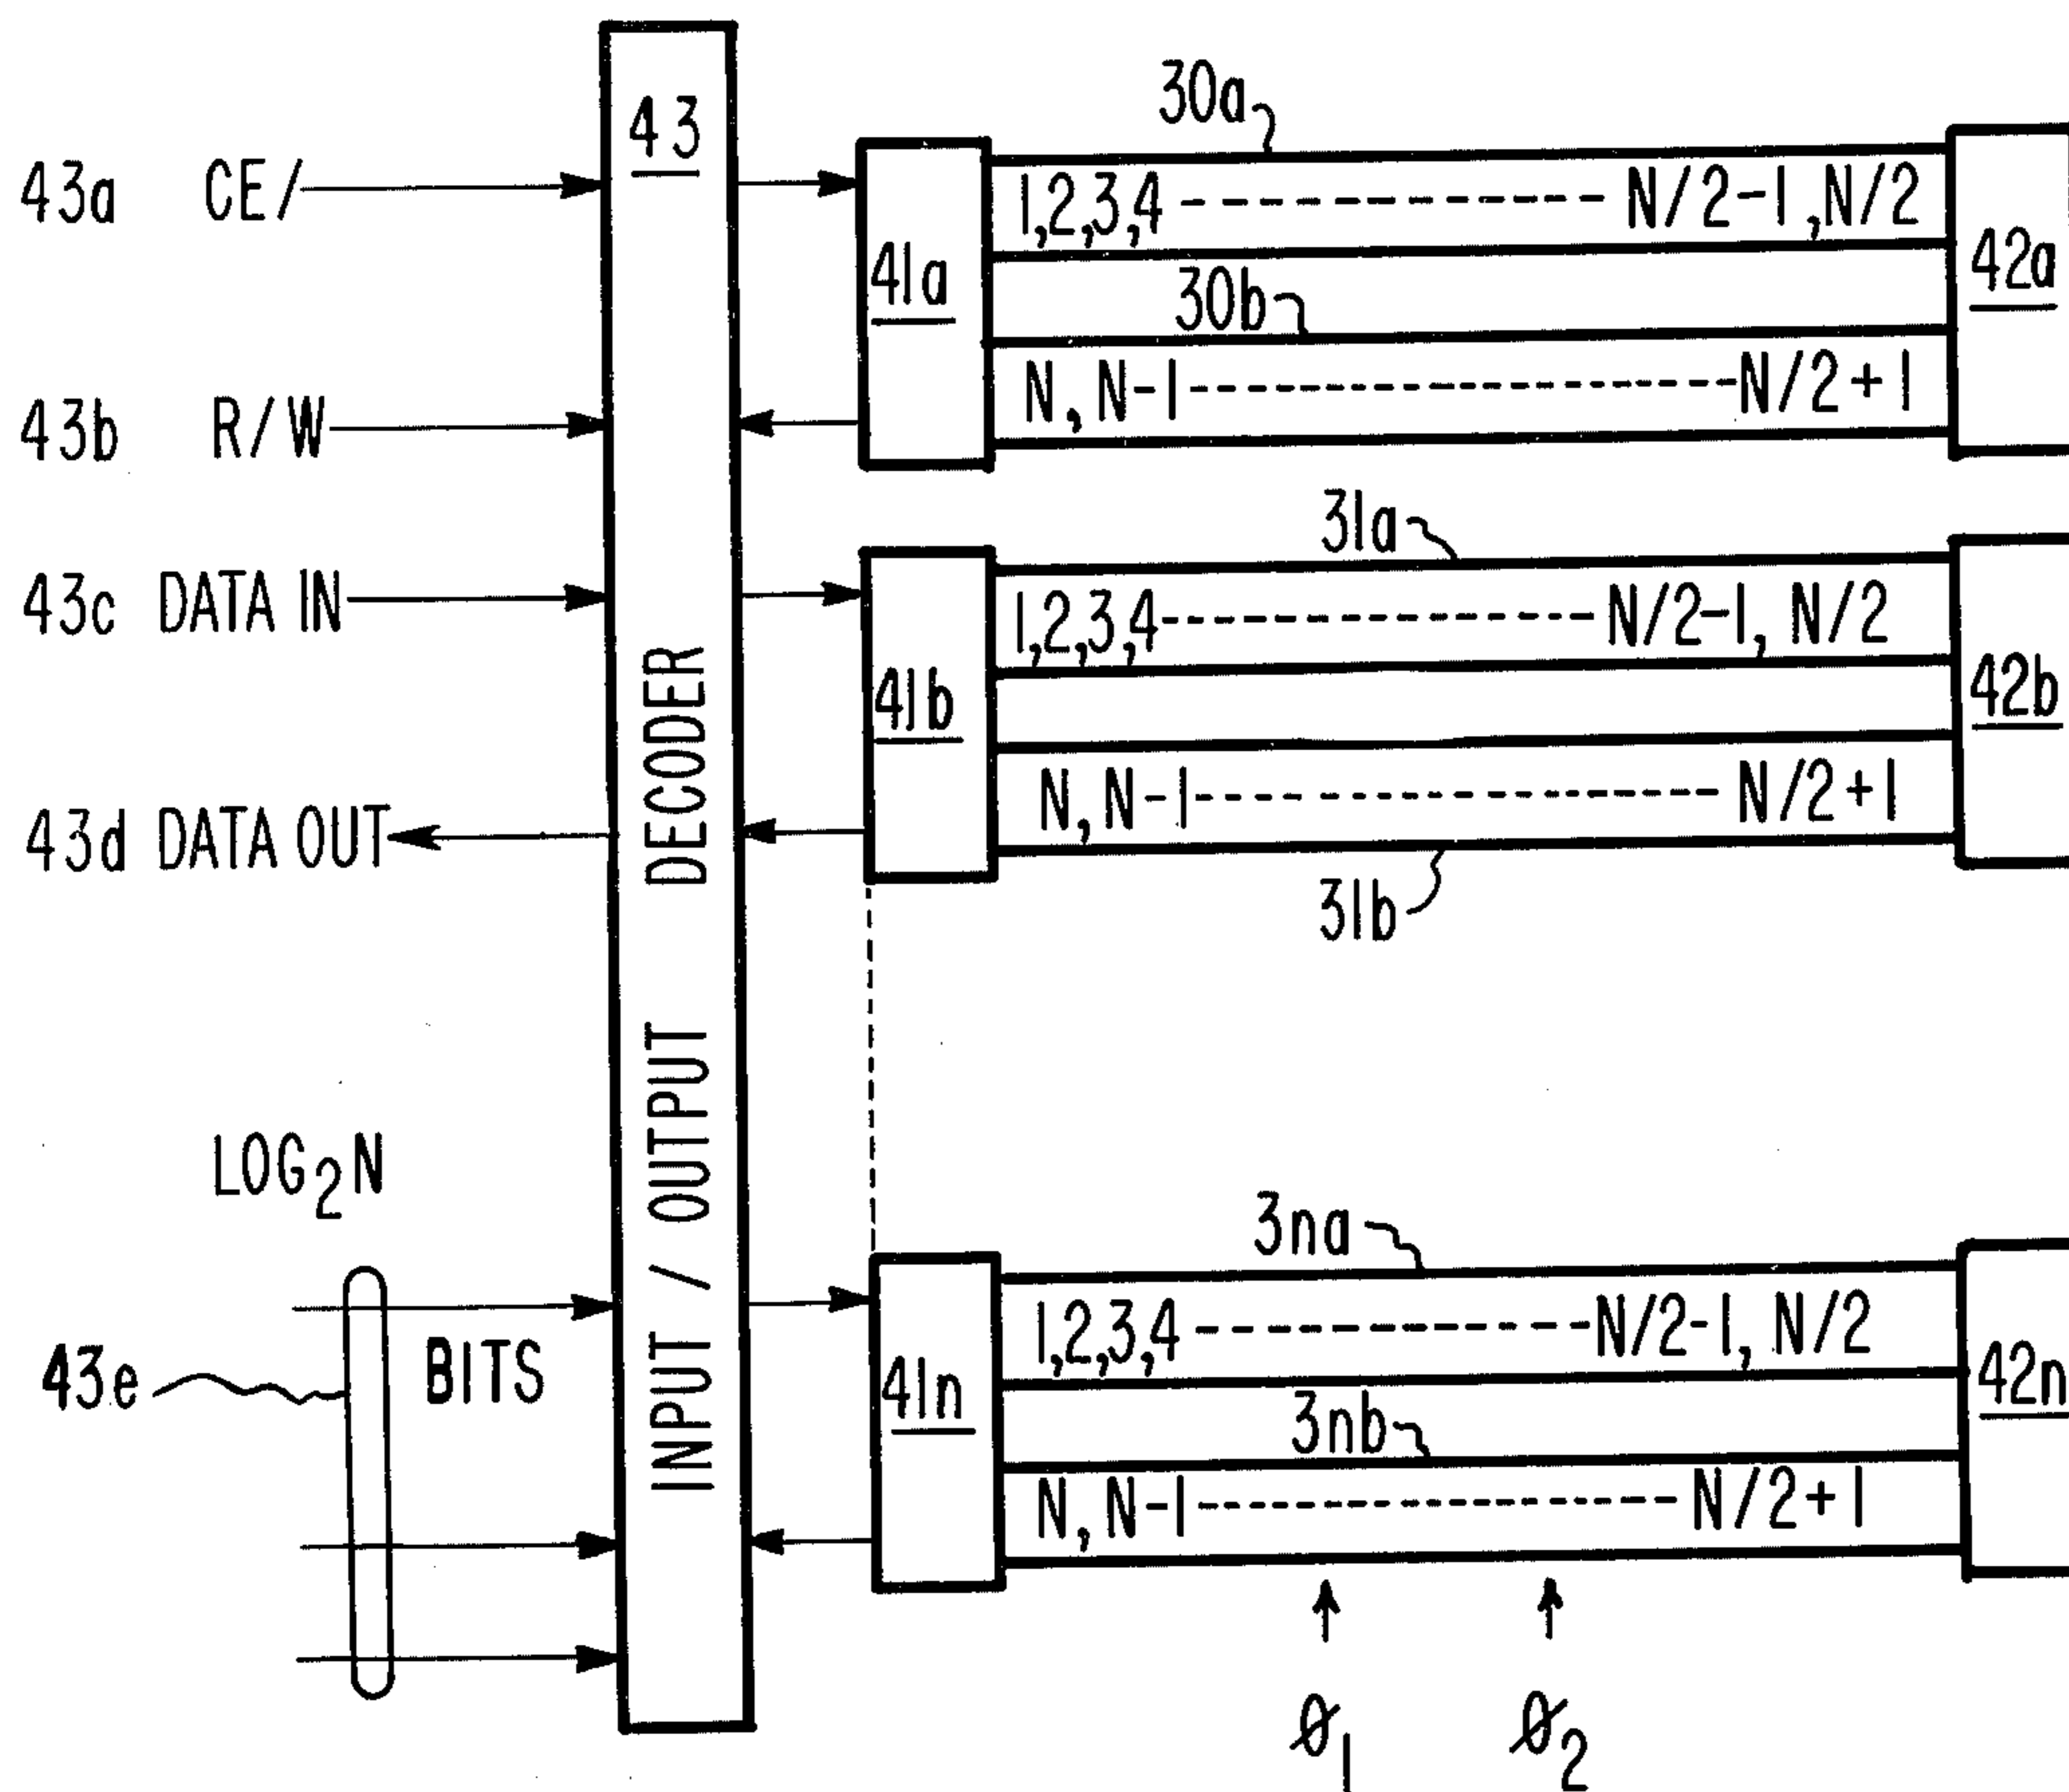 43a CE/
43b R/W
43c DATA IN
43d DATA OUT
LOG2N
43e BITS
43
INPUT / OUTPUT DECODER
30a
41a
1,2,3,4 ---------- N/2-1,N/2
42a
30b
N, N-1 ---------- N/2+1
31a
41b
1,2,3,4 ---------- N/2-1, N/2
42b
N, N-1 ---------- N/2+1
31b
3na
41n
1,2,3,4 ---------- N/2-1, N/2
42n
3nb
N, N-1 ---------- N/2+1
Ø1 Ø2